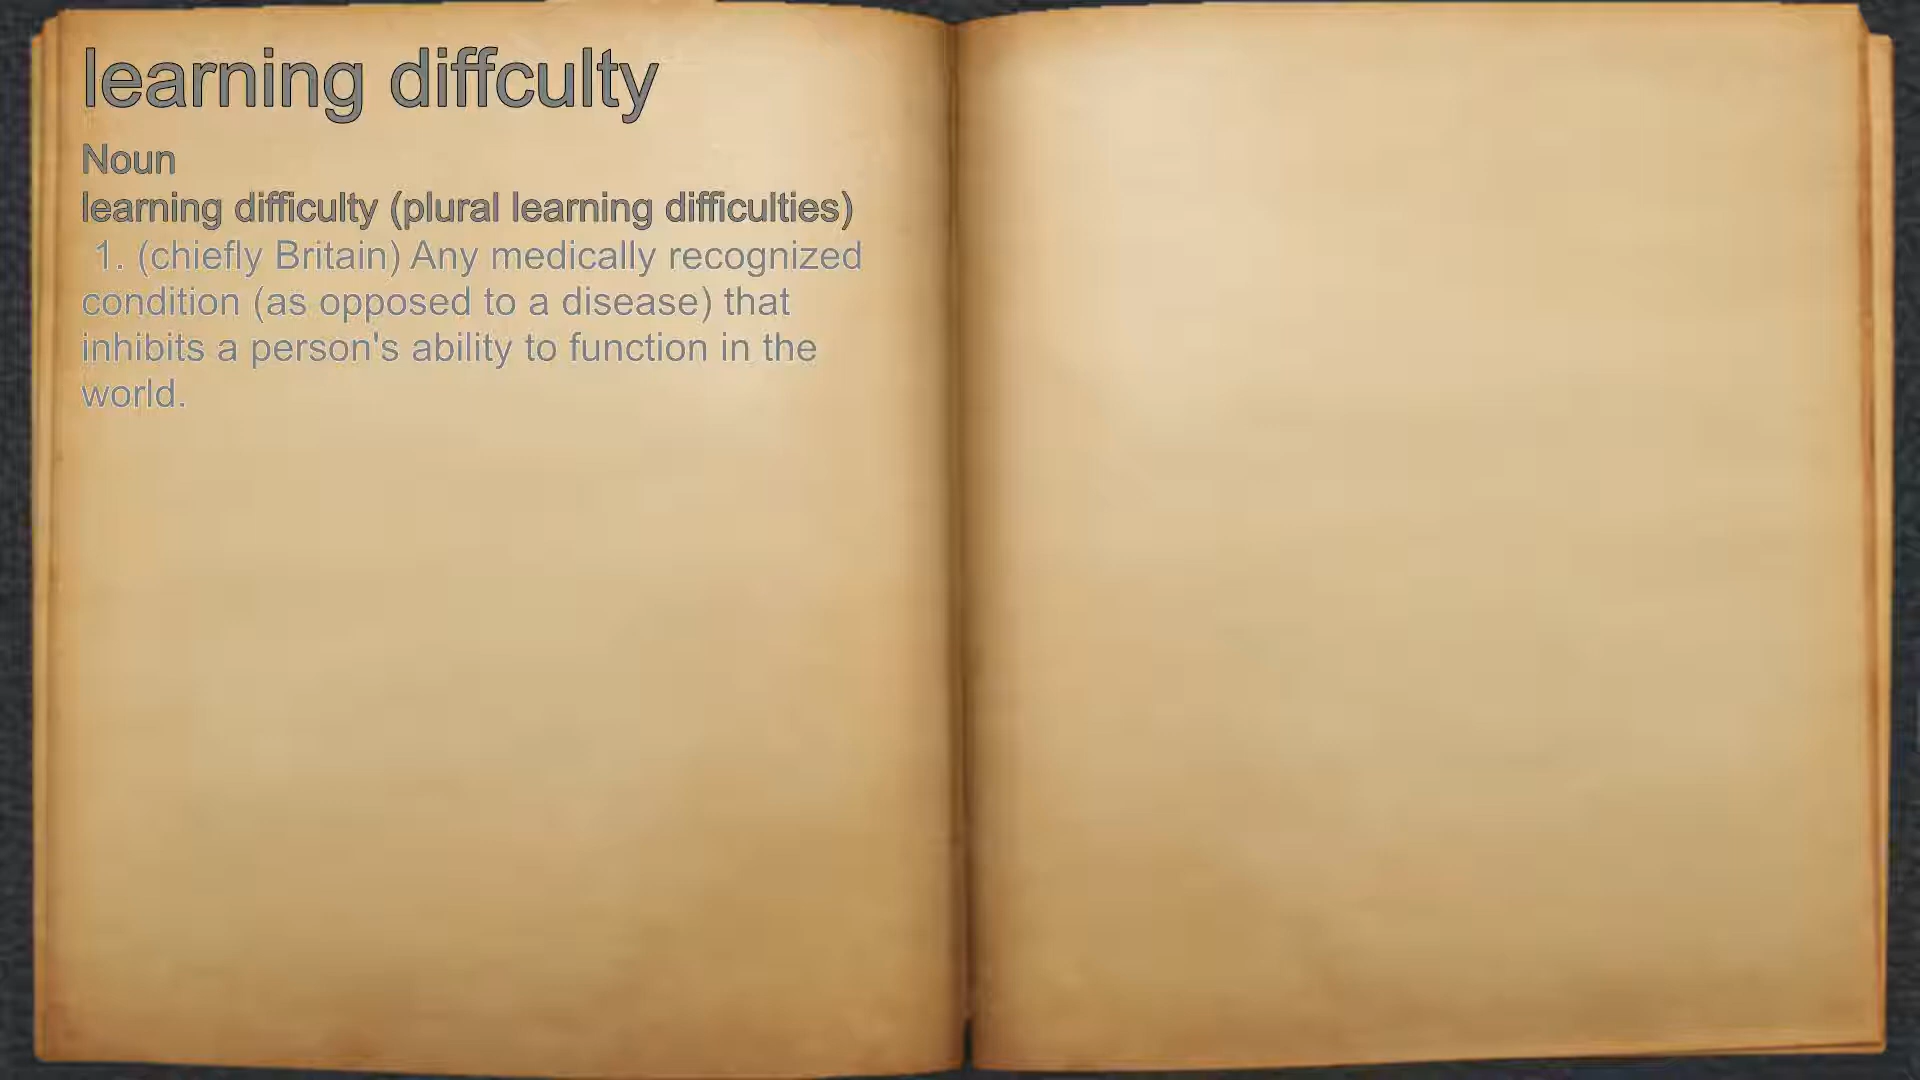 learning diffculty
Noun
learning difficulty (plural learning difficulties)
1. (chiefly Britain) Any medically recognized
condition (as opposed to a disease) that
inhibits a person's ability to function in the
world.